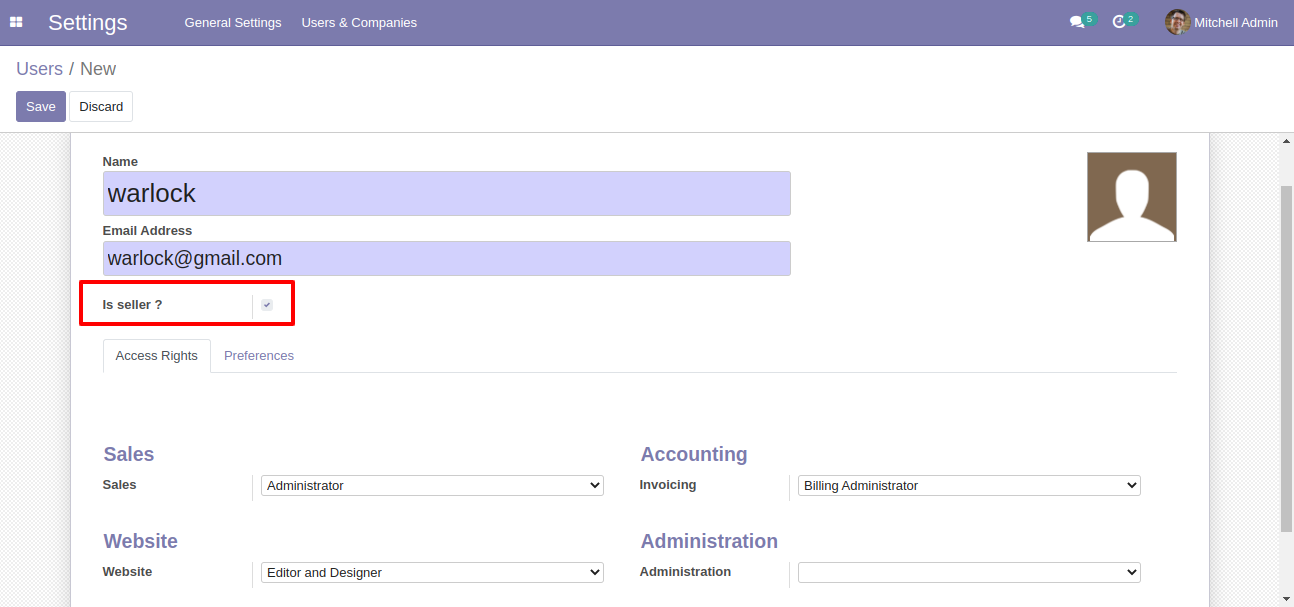 Settings General Settings Users & Companies 5 2 Mitchell Admin
Users / New
Save Discard
Name
warlock
Email Address
warlock@gmail.com
Is seller ?
Access Rights Preferences
Sales Accounting
Sales Administrator Invoicing Billing Administrator
Website Administration
Website Editor and Designer Administration